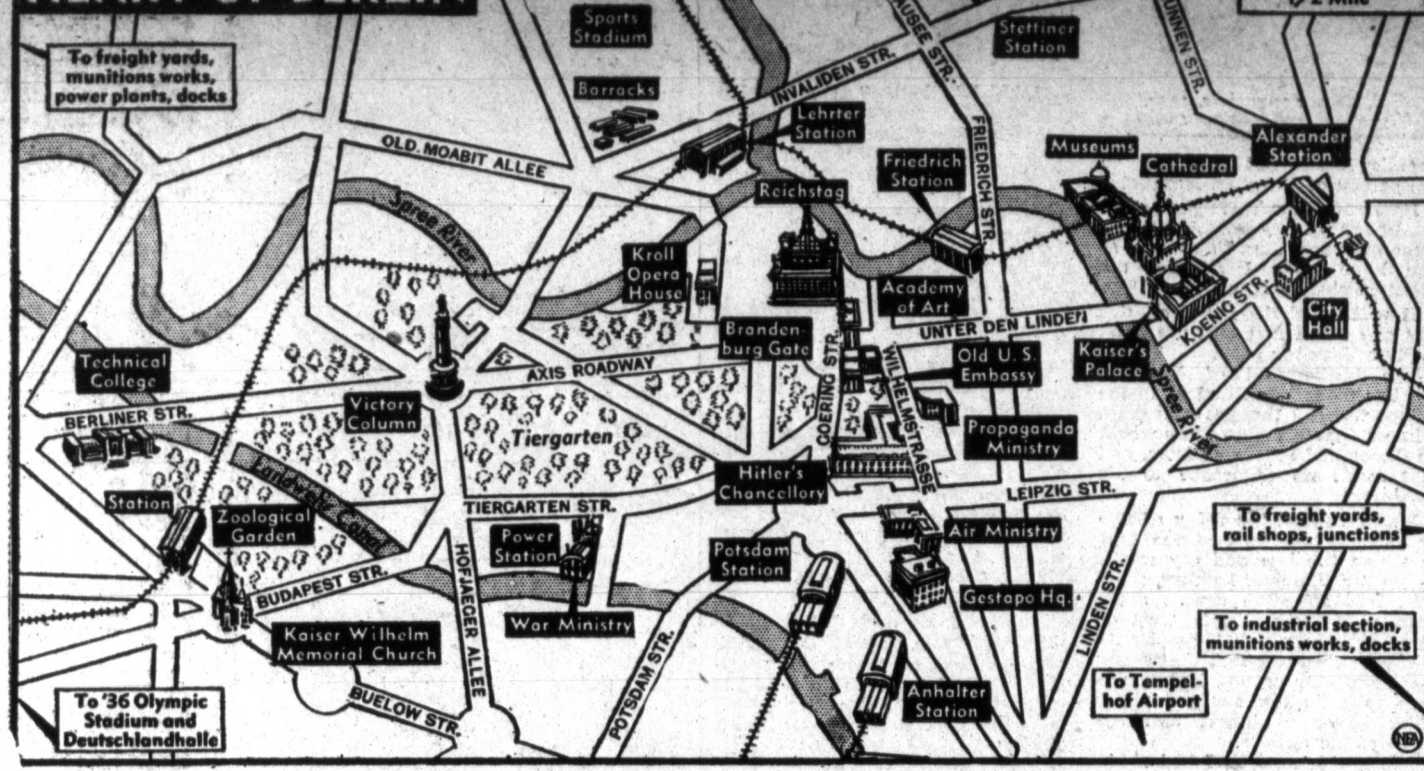 HEART OF BERLIN
To freight yards,
munitions works,
power plants, docks
Sports
Stadium
Barracks
INVALIDEN STR.
Stettiner
Station
OLD MOABIT ALLEE
Lehrter
Station
FRIEDRICH STR.
Friedrich
Station
Museums
Cathedral
Alexander
Station
Reichstag
Spree River
Kroll
Opera
House
Academy
of Art
Branden-
burg Gate
UNTER DEN LINDEN
KOENIG STR.
City
Hall
Kaiser's
Palace
Old U.S.
Embassy
Technical
College
AXIS ROADWAY
GOERING STR.
WILHELMSTRASSE
Spree River
BERLINER STR.
Victory
Column
Tiergarten
Propaganda
Ministry
Hitler's
Chancellory
LEIPZIG STR.
TIERGARTEN STR.
Station
Zoological
Garden
Power
Station
Potsdam
Station
Air Ministry
To freight yards,
rail shops, junctions
BUDAPEST STR.
HOFJAEGER ALLEE
War Ministry
Gestapo Hq.
LINDEN STR.
Kaiser Wilhelm
Memorial Church
To industrial section,
munitions works, docks
POTSDAM STR.
Anhalter
Station
To Tempel-
hof Airport
BUELOW STR.
To '36 Olympic
Stadium and
Deutschlandhalle
NEA